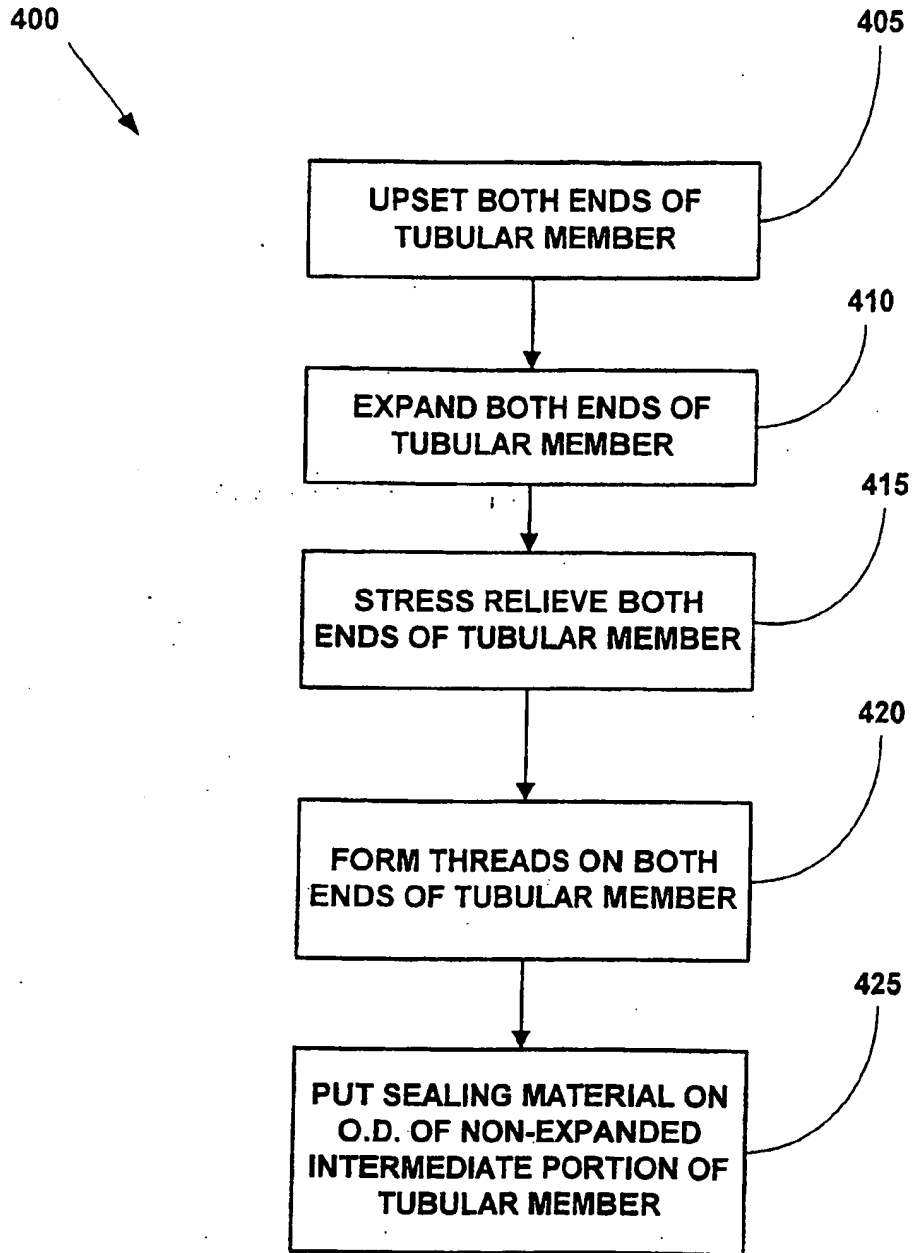 400
405
UPSET BOTH ENDS OF
TUBULAR MEMBER
410
EXPAND BOTH ENDS OF
TUBULAR MEMBER
415
STRESS RELIEVE BOTH
ENDS OF TUBULAR MEMBER
420
FORM THREADS ON BOTH
ENDS OF TUBULAR MEMBER
425
PUT SEALING MATERIAL ON
O.D. OF NON-EXPANDED
INTERMEDIATE PORTION OF
TUBULAR MEMBER